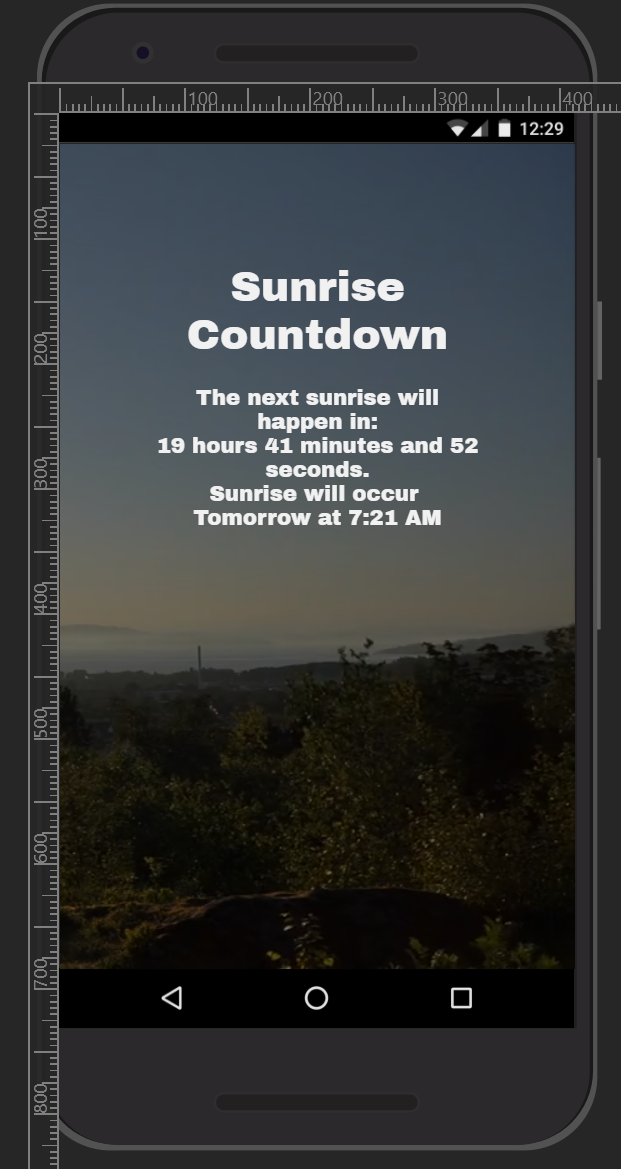 100 200 300 400
12:29
100
200
300
400
500
600
700
800
Sunrise
Countdown
The next sunrise will
happen in:
19 hours 41 minutes and 52
seconds.
Sunrise will occur
Tomorrow at 7:21 AM